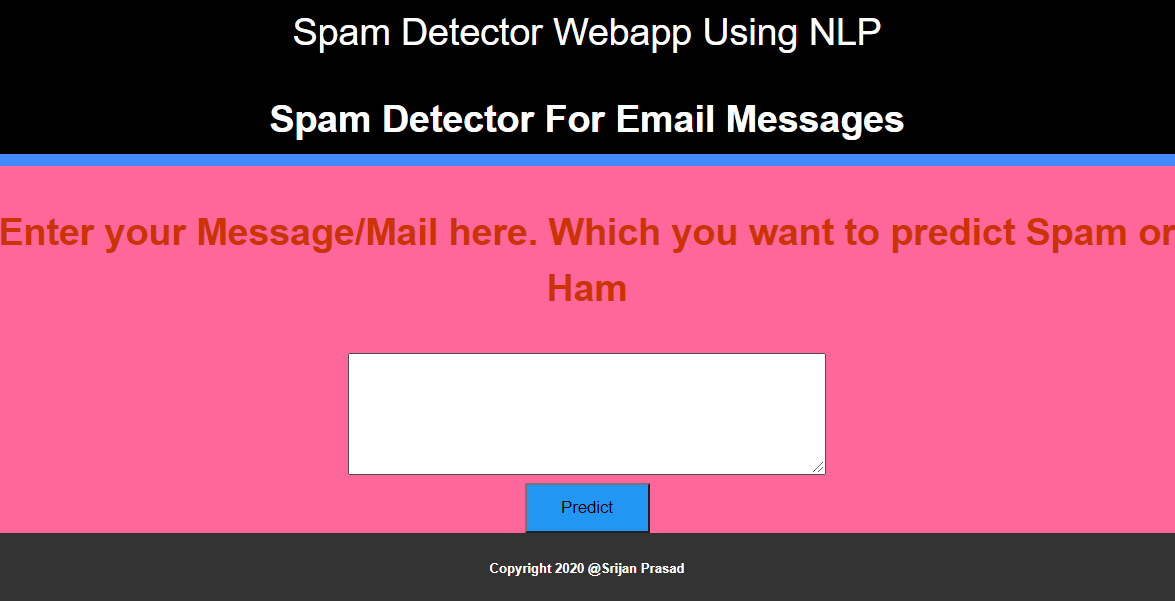 Spam Detector Webapp Using NLP
Spam Detector For Email Messages
Enter your Message/Mail here. Which you want to predict Spam or
Ham
Predict
Copyright 2020 @Srijan Prasad